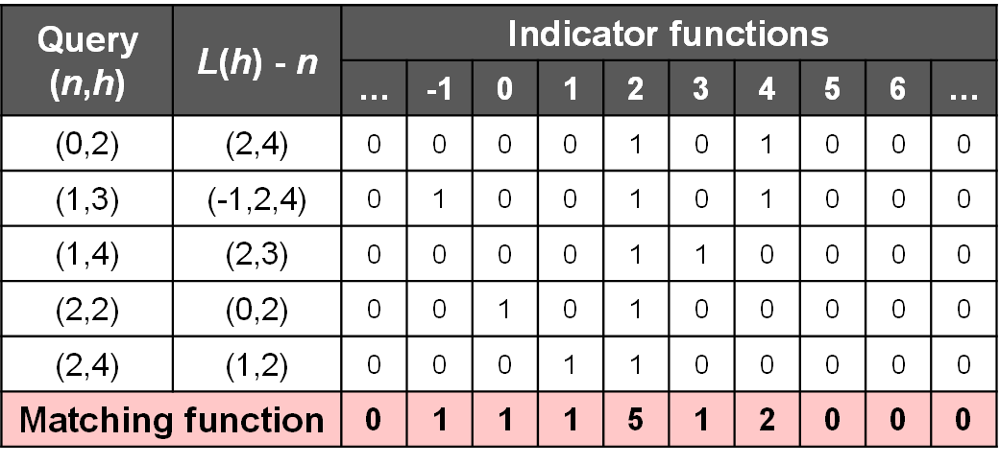 Query (n,h) L(h) - n Indicator functions
… -1 0 1 2 3 4 5 6 …
(0,2) (2,4) 0 0 0 0 1 0 1 0 0 0
(1,3) (-1,2,4) 0 1 0 0 1 0 1 0 0 0
(1,4) (2,3) 0 0 0 0 1 1 0 0 0 0
(2,2) (0,2) 0 0 1 0 1 0 0 0 0 0
(2,4) (1,2) 0 0 0 1 1 0 0 0 0 0
Matching function 0 1 1 1 5 1 2 0 0 0